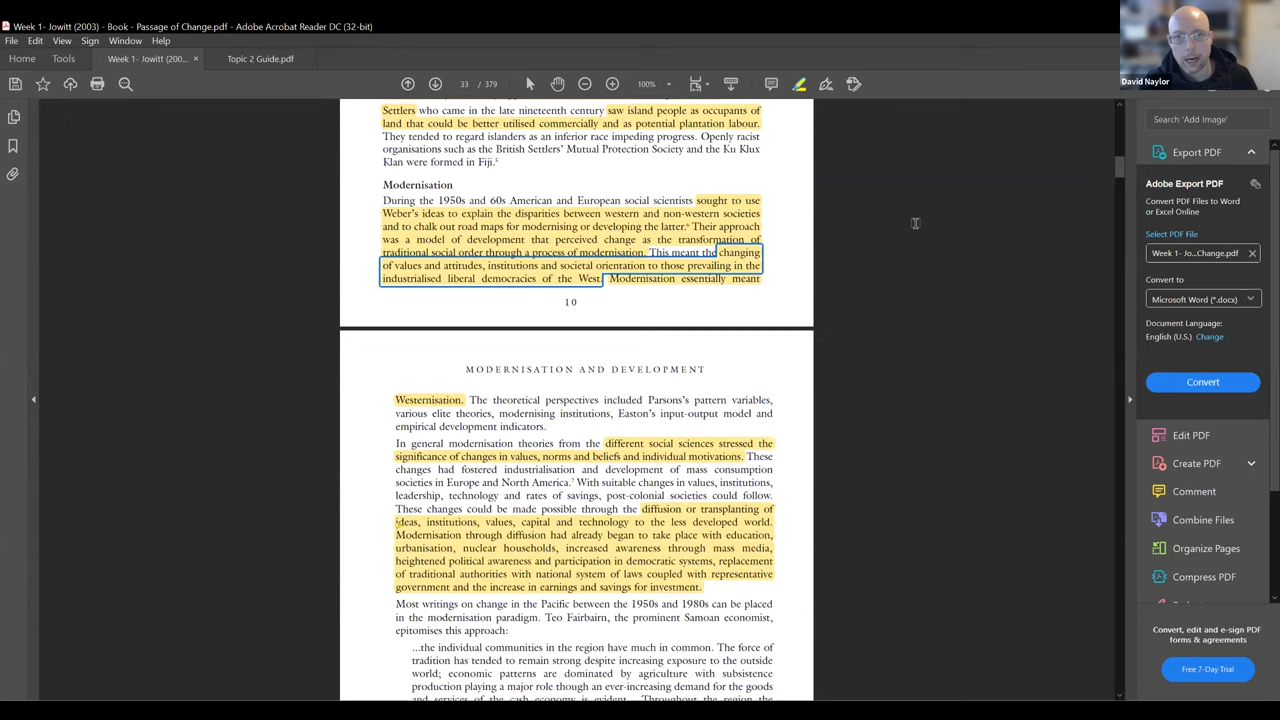 Week 1- Jowitt (2003) - Book - Passage of Change.pdf - Adobe Acrobat Reader DC (32-bit)
File Edit View Sign Window Help
Home Tools Week 1- Jowitt (200... × Topic 2 Guide.pdf
33 / 379 100%
David Naylor
Settlers who came in the late nineteenth century saw island people as occupants of
land that could be better utilised commercially and as potential plantation labour.
They tended to regard islanders as an inferior race impeding progress. Openly racist
organisations such as the British Settlers' Mutual Protection Society and the Ku Klux
Klan were formed in Fiji.5
Modernisation
During the 1950s and 60s American and European social scientists sought to use
Weber's ideas to explain the disparities between western and non-western societies
and to chalk out road maps for modernising or developing the latter.6 Their approach
was a model of development that perceived change as the transformation of
traditional social order through a process of modernisation. This meant the changing
of values and attitudes, institutions and societal orientation to those prevailing in the
industrialised liberal democracies of the West. Modernisation essentially meant
10
MODERNISATION AND DEVELOPMENT
Westernisation. The theoretical perspectives included Parsons's pattern variables,
various elite theories, modernising institutions, Easton's input-output model and
empirical development indicators.
In general modernisation theories from the different social sciences stressed the
significance of changes in values, norms and beliefs and individual motivations. These
changes had fostered industrialisation and development of mass consumption
societies in Europe and North America.7 With suitable changes in values, institutions,
leadership, technology and rates of savings, post-colonial societies could follow.
These changes could be made possible through the diffusion or transplanting of
ideas, institutions, values, capital and technology to the less developed world.
Modernisation through diffusion had already began to take place with education,
urbanisation, nuclear households, increased awareness through mass media,
heightened political awareness and participation in democratic systems, replacement
of traditional authorities with national system of laws coupled with representative
government and the increase in earnings and savings for investment.
Most writings on change in the Pacific between the 1950s and 1980s can be placed
in the modernisation paradigm. Teo Fairbairn, the prominent Samoan economist,
epitomises this approach:
...the individual communities in the region have much in common. The force of
tradition has tended to remain strong despite increasing exposure to the outside
world; economic patterns are dominated by agriculture with subsistence
production playing a major role though an ever-increasing demand for the goods
and services of the cash economy is evident. Throughout the region the
Search 'Add Image'
Export PDF
Adobe Export PDF
Convert PDF Files to Word
or Excel Online
Select PDF File
Week 1- Jo...Change.pdf ×
Convert to
Microsoft Word (*.docx)
Document Language:
English (U.S.) Change
Convert
Edit PDF
Create PDF
Comment
Combine Files
Organize Pages
Compress PDF
Convert, edit and e-sign PDF
forms & agreements
Free 7-Day Trial